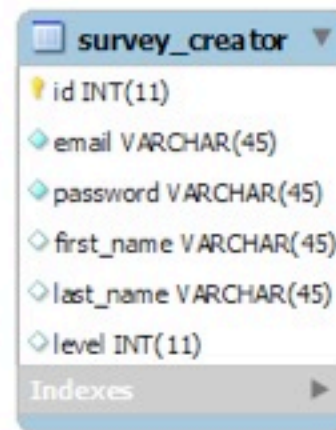 survey_creator
id INT(11)
email VARCHAR(45)
password VARCHAR(45)
first_name VARCHAR(45)
last_name VARCHAR(45)
level INT(11)
Indexes